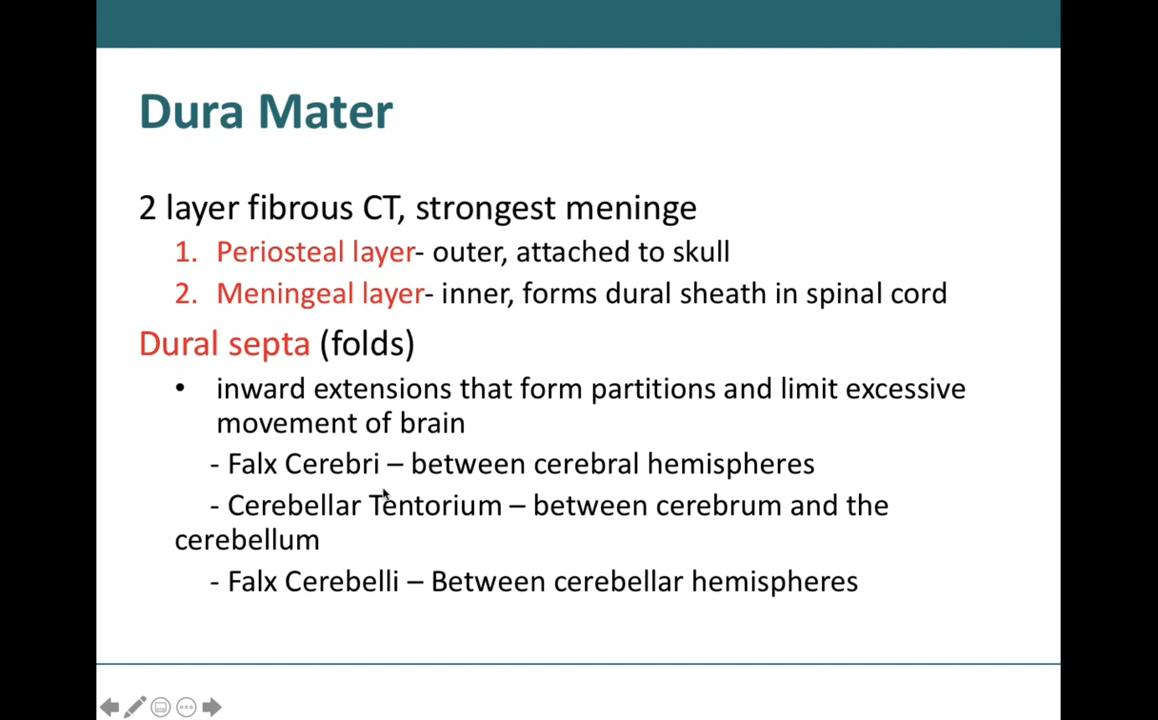 Dura Mater
2 layer fibrous CT, strongest meninge
1. Periosteal layer- outer, attached to skull
2. Meningeal layer- inner, forms dural sheath in spinal cord
Dural septa (folds)
• inward extensions that form partitions and limit excessive
movement of brain
- Falx Cerebri – between cerebral hemispheres
- Cerebellar Tentorium – between cerebrum and the
cerebellum
- Falx Cerebelli – Between cerebellar hemispheres